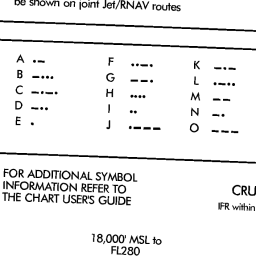 be shown on joint Jet/RNAV routes
A •— F ••—• K —•—
B —••• G ——• L •—••
C —•—• H •••• M ——
D —•• I •• N —•
E • J •——— O ———
FOR ADDITIONAL SYMBOL
INFORMATION REFER TO
THE CHART USER'S GUIDE
CRU
IFR within
18,000' MSL to
FL280